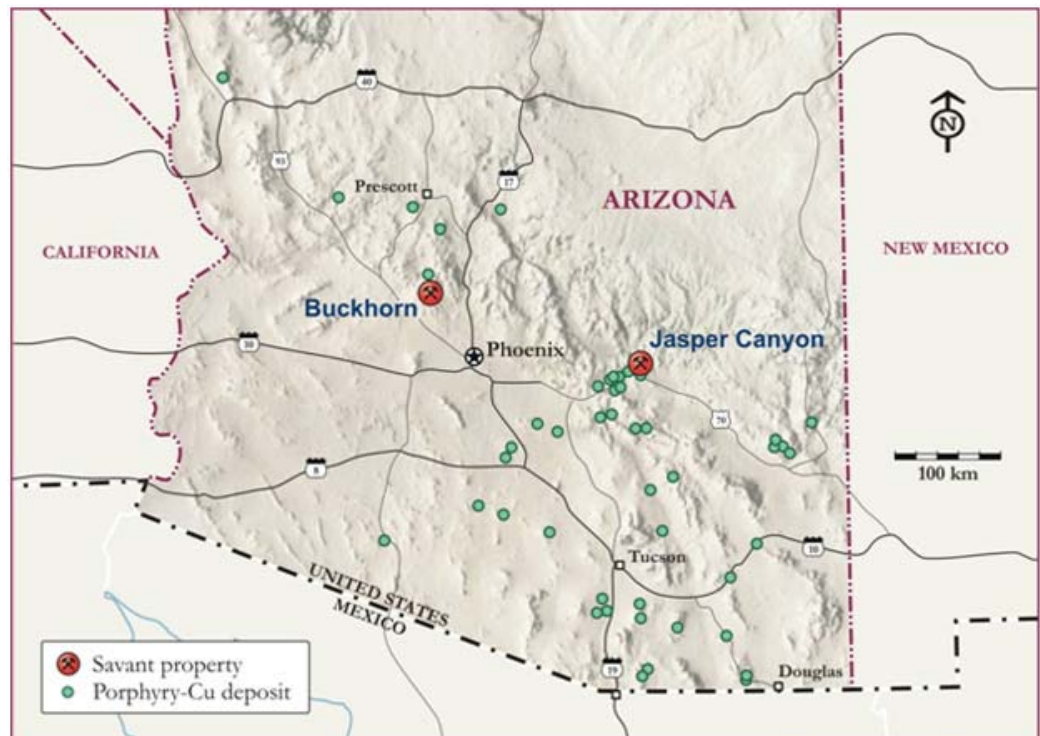 40
93
Prescott
17
ARIZONA
N
CALIFORNIA
NEW MEXICO
Buckhorn
Jasper Canyon
10
Phoenix
70
8
100 km
10
Tucson
UNITED STATES
MEXICO
19
Douglas
Savant property
Porphyry-Cu deposit